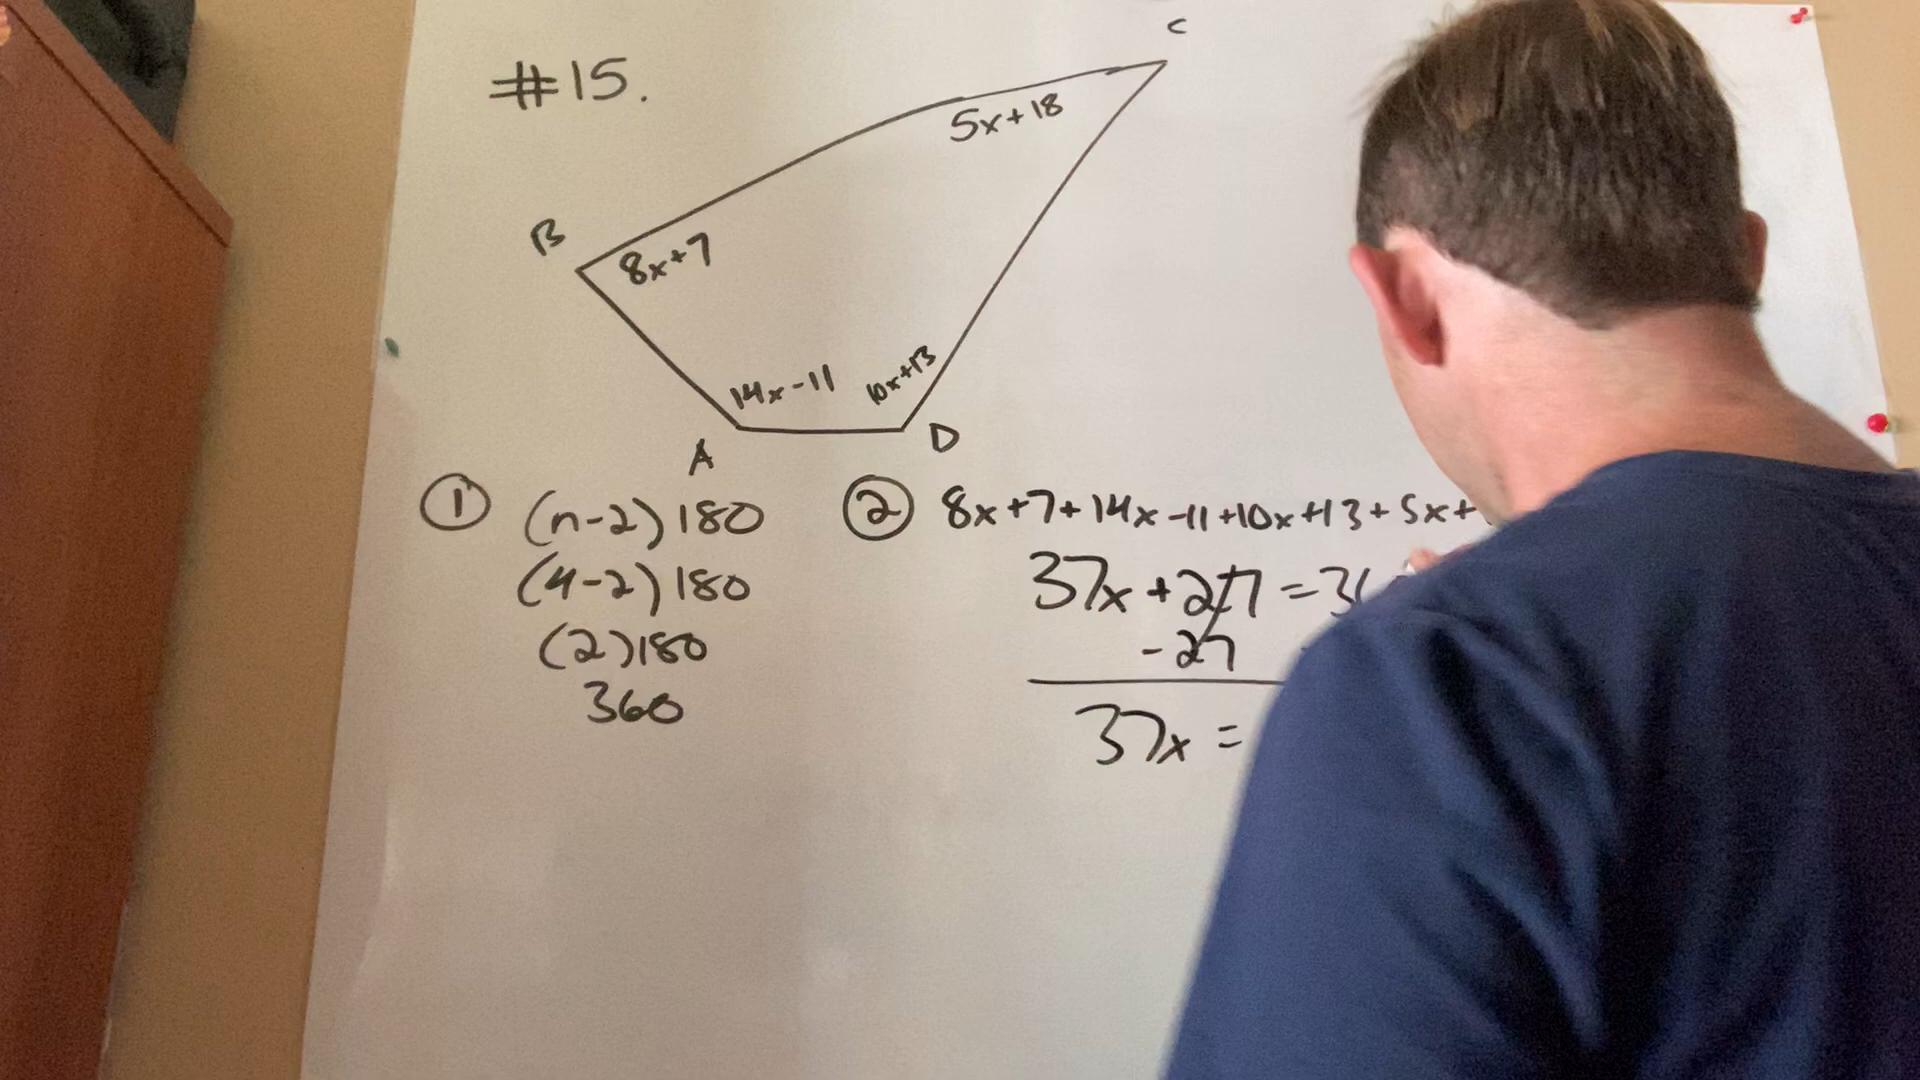 #15.
C
5x+18
B
8x+7
14x-11
10x+13
A
D
① (n-2)180
(4-2)180
(2)180
360
② 8x+7+14x-11+10x+13+5x+
37x+27=36
-27
37x=